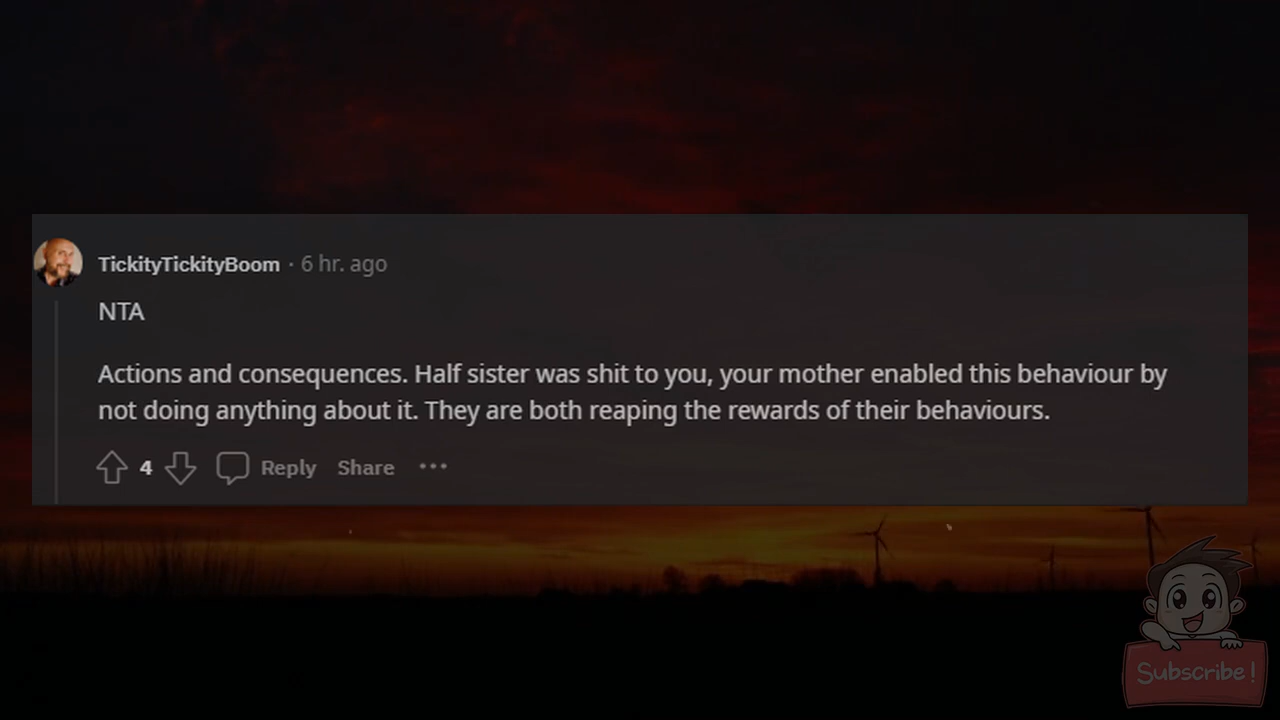 TickityTickityBoom · 6 hr. ago
NTA
Actions and consequences. Half sister was shit to you, your mother enabled this behaviour by
not doing anything about it. They are both reaping the rewards of their behaviours.
4 Reply Share ···
Subscribe!